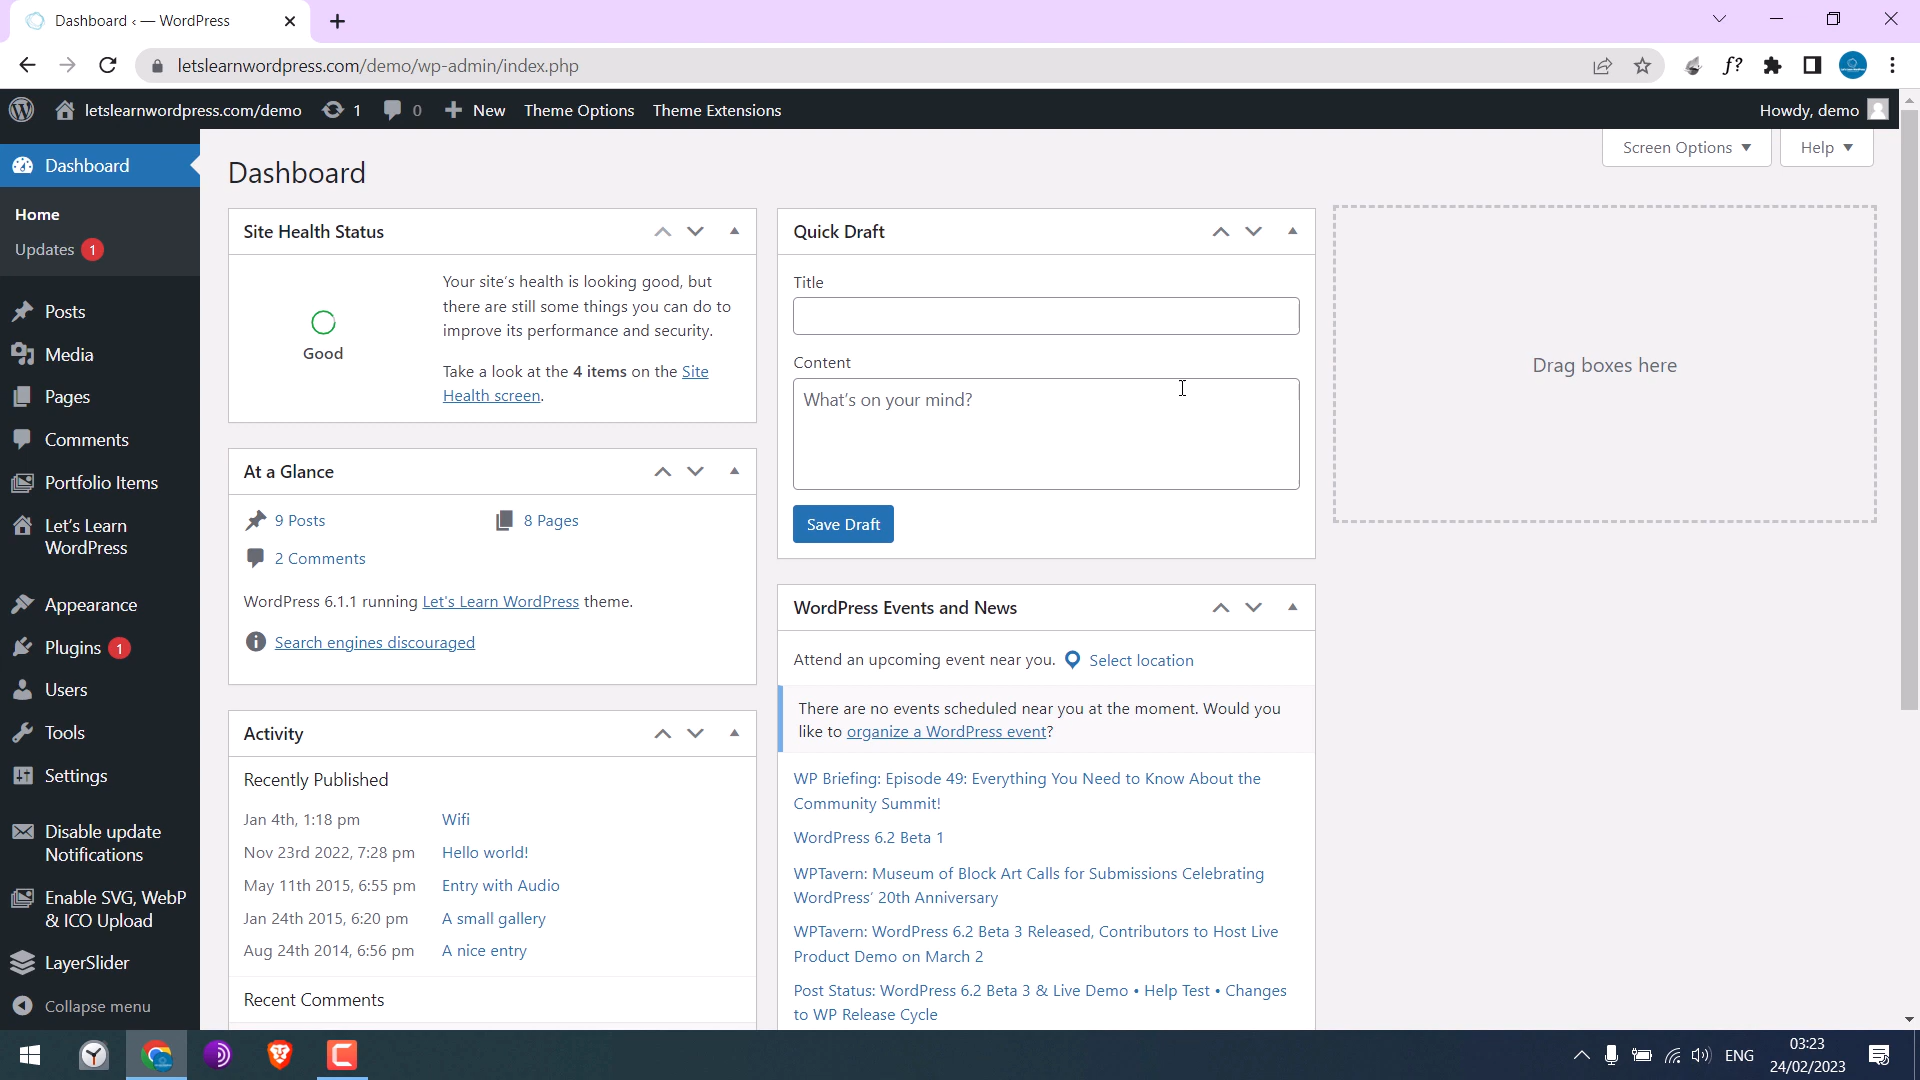 Dashboard ‹ — WordPress
letslearnwordpress.com/demo/wp-admin/index.php
f?
letslearnwordpress.com/demo 1 0 New Theme Options Theme Extensions Howdy, demo
Screen Options Help
Dashboard
Home
Updates 1
Posts
Media
Pages
Comments
Portfolio Items
Let's Learn
WordPress
Appearance
Plugins 1
Users
Tools
Settings
Disable update
Notifications
Enable SVG, WebP
& ICO Upload
LayerSlider
Collapse menu
Dashboard
Site Health Status
Good
Your site's health is looking good, but
there are still some things you can do to
improve its performance and security.
Take a look at the 4 items on the Site
Health screen.
At a Glance
9 Posts
8 Pages
2 Comments
WordPress 6.1.1 running Let's Learn WordPress theme.
Search engines discouraged
Activity
Recently Published
Jan 4th, 1:18 pm Wifi
Nov 23rd 2022, 7:28 pm Hello world!
May 11th 2015, 6:55 pm Entry with Audio
Jan 24th 2015, 6:20 pm A small gallery
Aug 24th 2014, 6:56 pm A nice entry
Recent Comments
Quick Draft
Title
Content
What's on your mind?
Save Draft
WordPress Events and News
Attend an upcoming event near you. Select location
There are no events scheduled near you at the moment. Would you
like to organize a WordPress event?
WP Briefing: Episode 49: Everything You Need to Know About the
Community Summit!
WordPress 6.2 Beta 1
WPTavern: Museum of Block Art Calls for Submissions Celebrating
WordPress' 20th Anniversary
WPTavern: WordPress 6.2 Beta 3 Released, Contributors to Host Live
Product Demo on March 2
Post Status: WordPress 6.2 Beta 3 & Live Demo • Help Test • Changes
to WP Release Cycle
Drag boxes here
ENG
03:23
24/02/2023